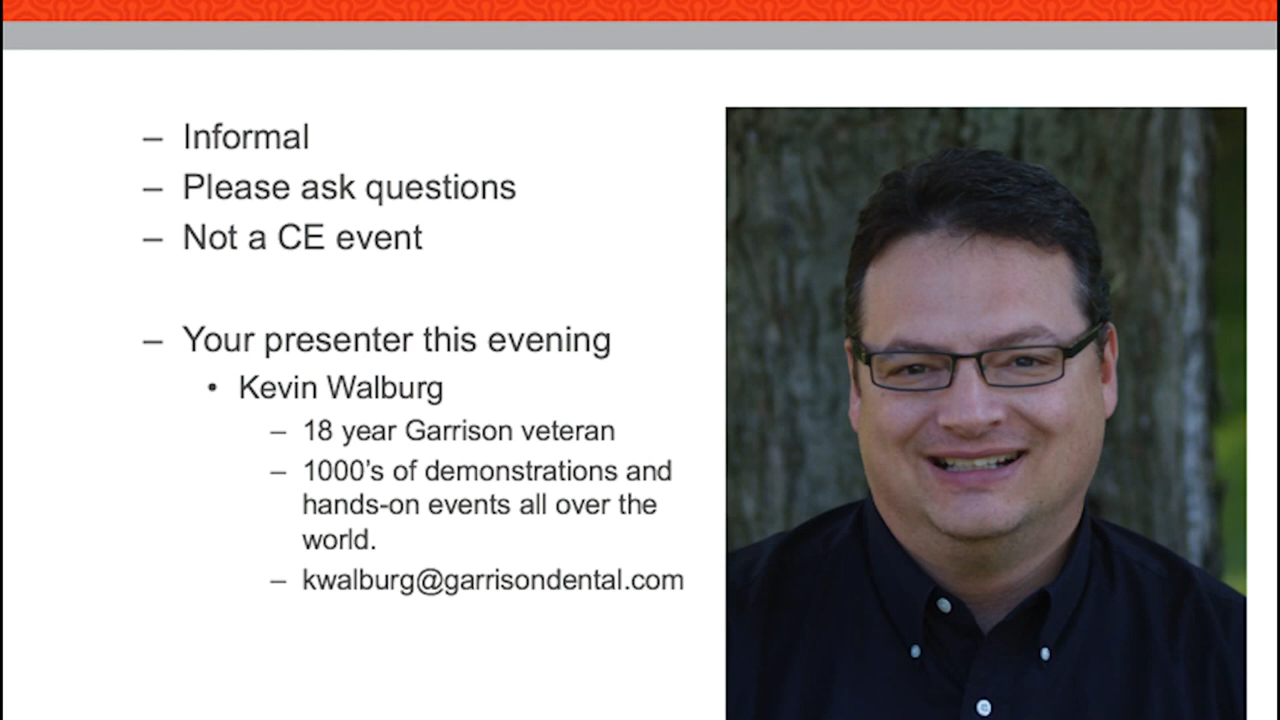 – Informal
– Please ask questions
– Not a CE event
– Your presenter this evening
• Kevin Walburg
– 18 year Garrison veteran
– 1000’s of demonstrations and
hands-on events all over the
world.
– kwalburg@garrisondental.com